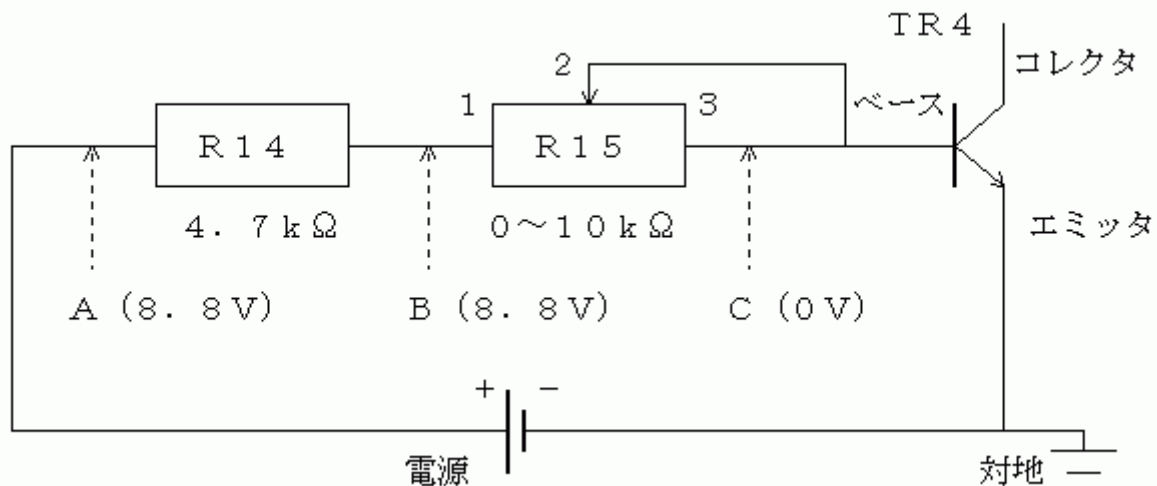 TR4
コレクタ
2
1
3
ベース
R14
R15
4.7kΩ
0~10kΩ
エミッタ
A(8.8V)
B(8.8V)
C(0V)
+ -
電源
対地